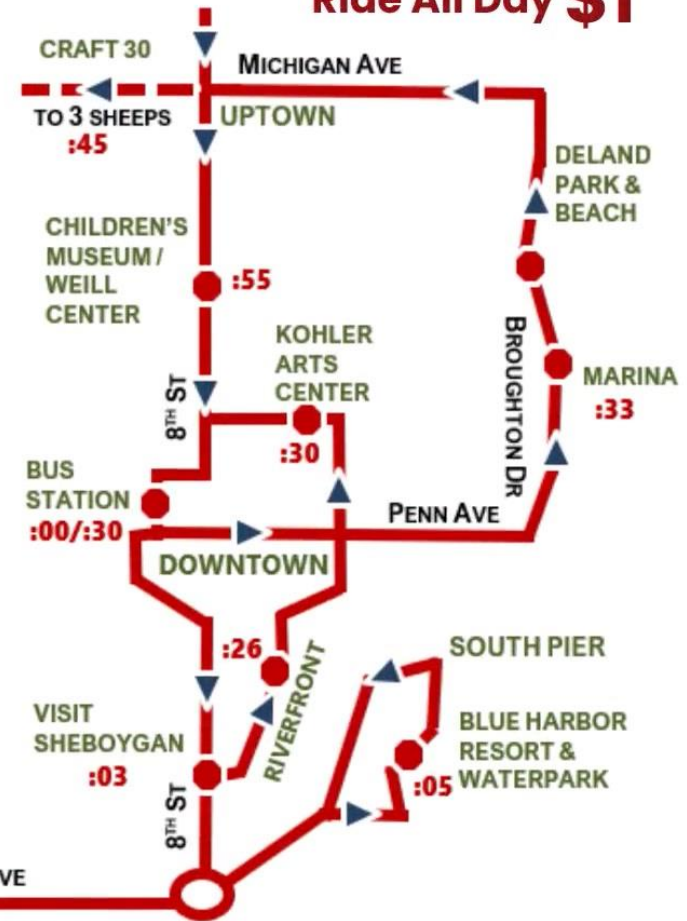 Ride All Day $1
CRAFT 30
MICHIGAN AVE
TO 3 SHEEPS
:45
UPTOWN
DELAND
PARK &
BEACH
CHILDREN'S
MUSEUM /
WEILL
CENTER
:55
KOHLER
ARTS
CENTER
:30
8TH ST
BROUGHTON DR
MARINA
:33
BUS
STATION
:00/:30
PENN AVE
DOWNTOWN
:26
RIVERFRONT
SOUTH PIER
VISIT
SHEBOYGAN
:03
BLUE HARBOR
RESORT &
WATERPARK
:05
8TH ST
VE